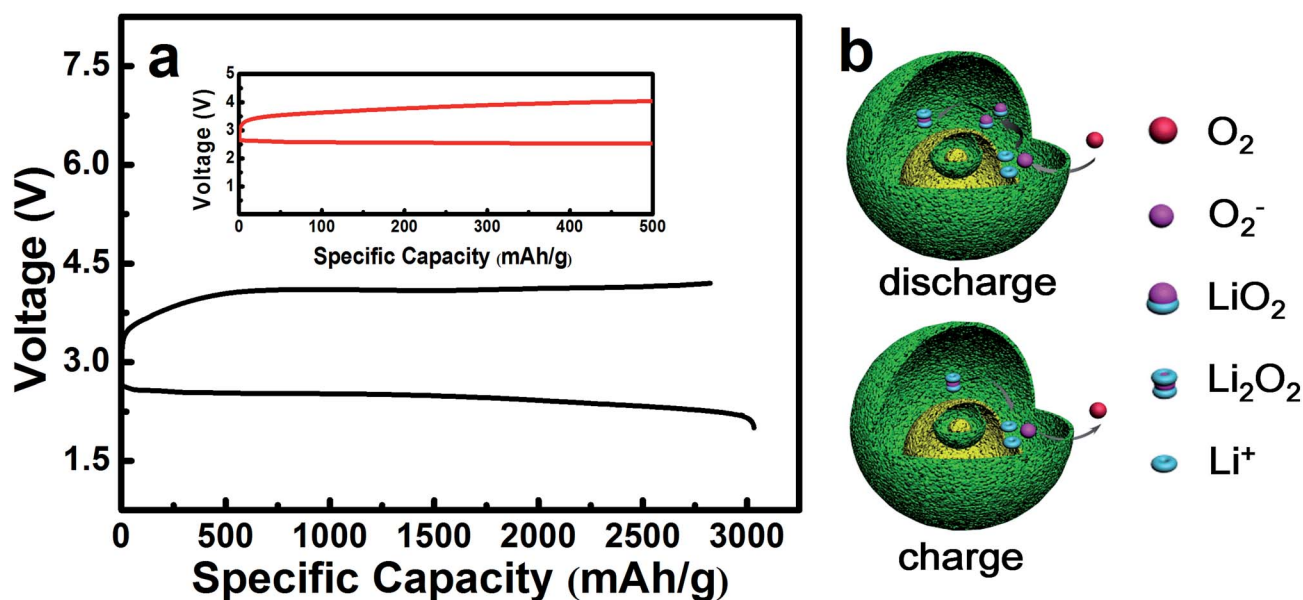 a
7.5
6.0
4.5
3.0
1.5
Voltage (V)
0 500 1000 1500 2000 2500 3000
Specific Capacity (mAh/g)
5
4
3
2
1
Voltage (V)
0 100 200 300 400 500
Specific Capacity (mAh/g)
b
discharge
charge
O₂
O₂⁻
LiO₂
Li₂O₂
Li⁺